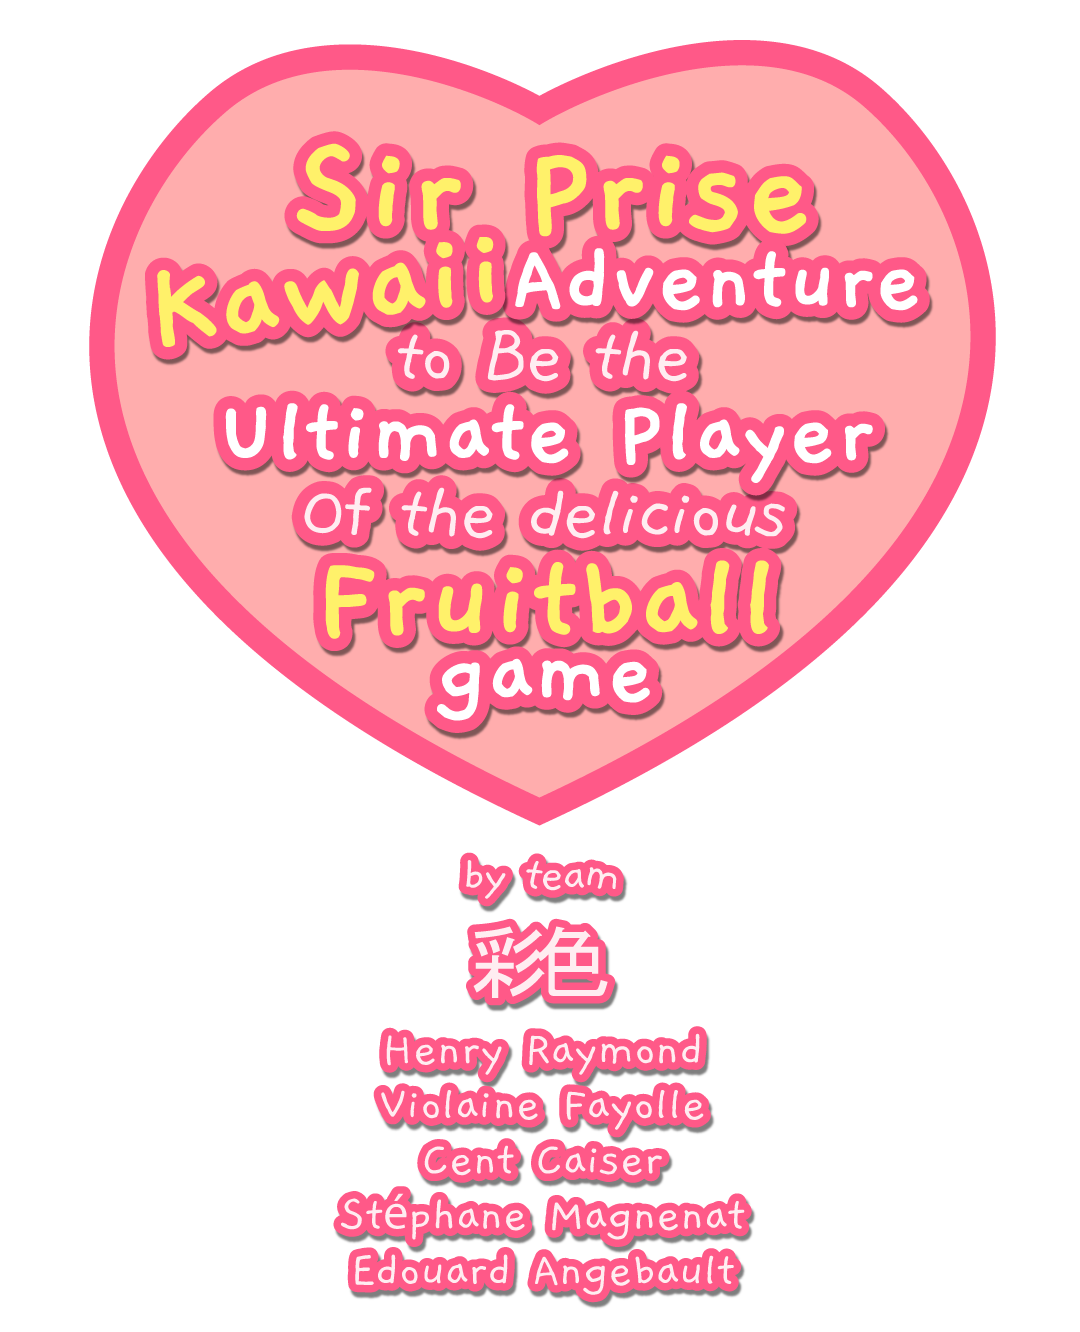 Sir Prise
Kawaii Adventure
to Be the
Ultimate Player
Of the delicious
Fruitball
game
by team
彩色
Henry Raymond
Violaine Fayolle
Cent Caiser
Stéphane Magnenat
Edouard Angebault